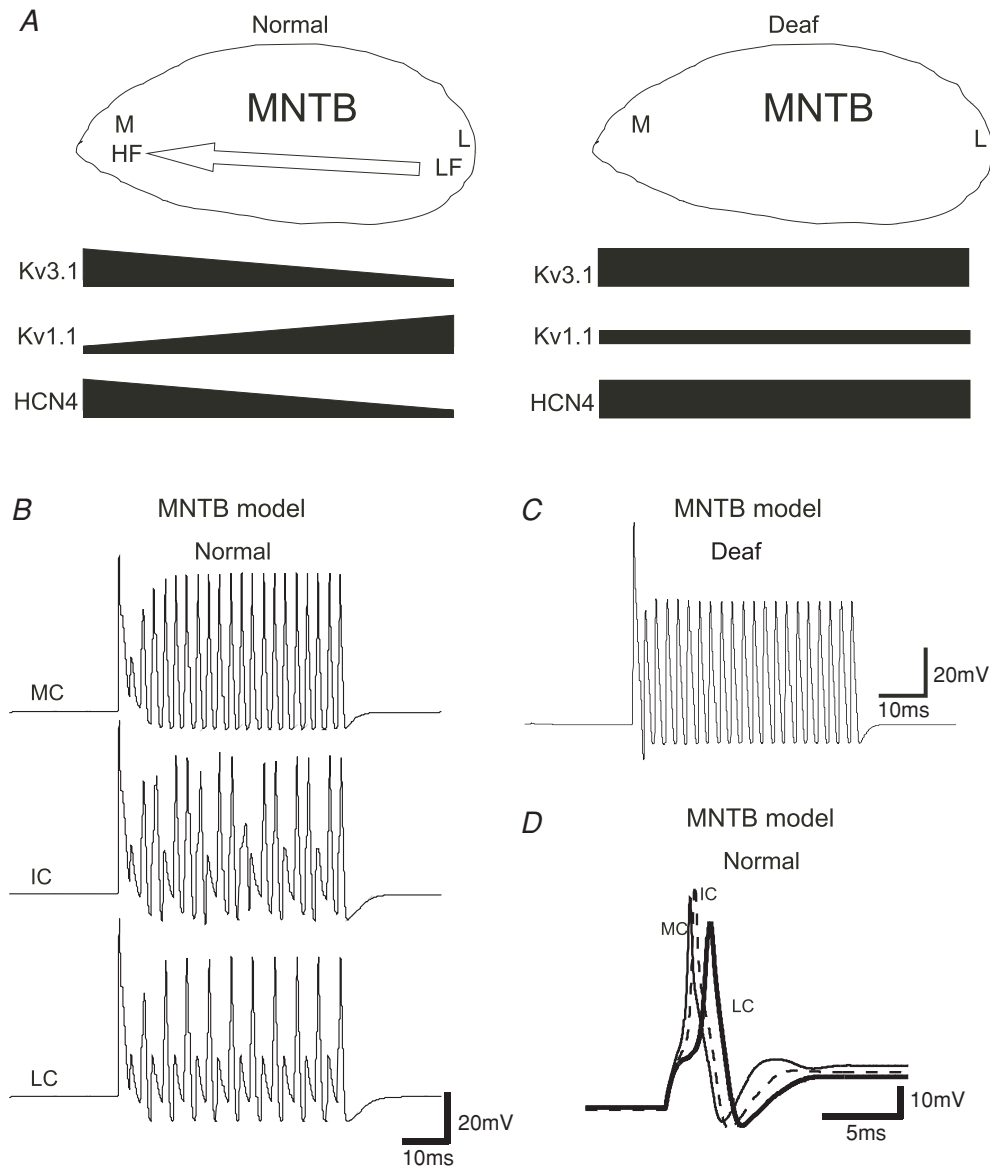 A
Normal
Deaf
MNTB
MNTB
M
HF
L
LF
M
L
Kv3.1
Kv1.1
HCN4
Kv3.1
Kv1.1
HCN4
B
MNTB model
Normal
MC
IC
LC
20mV
10ms
C
MNTB model
Deaf
20mV
10ms
D
MNTB model
Normal
IC
MC
LC
10mV
5ms